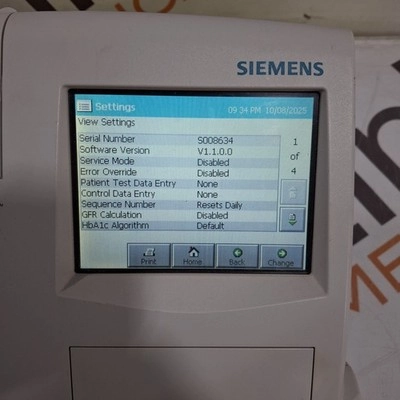 SIEMENS
Settings
09:34 PM 10/08/2025
View Settings
Serial Number S008634
Software Version V1.1.0.0
Service Mode Disabled
Error Override Disabled
Patient Test Data Entry None
Control Data Entry None
Sequence Number Resets Daily
GFR Calculation Disabled
HbA1c Algorithm Default
1
of
4
Print
Home
Back
Change